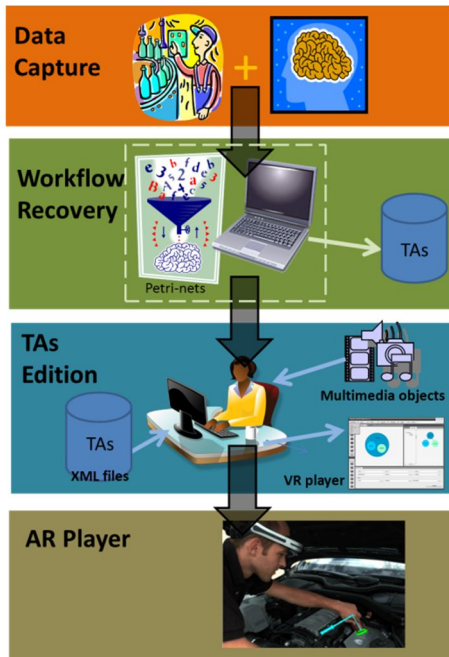 Data
Capture
+
Workflow
Recovery
Petri-nets
TAs
TAs
Edition
Multimedia objects
TAs
XML files
VR player
AR Player